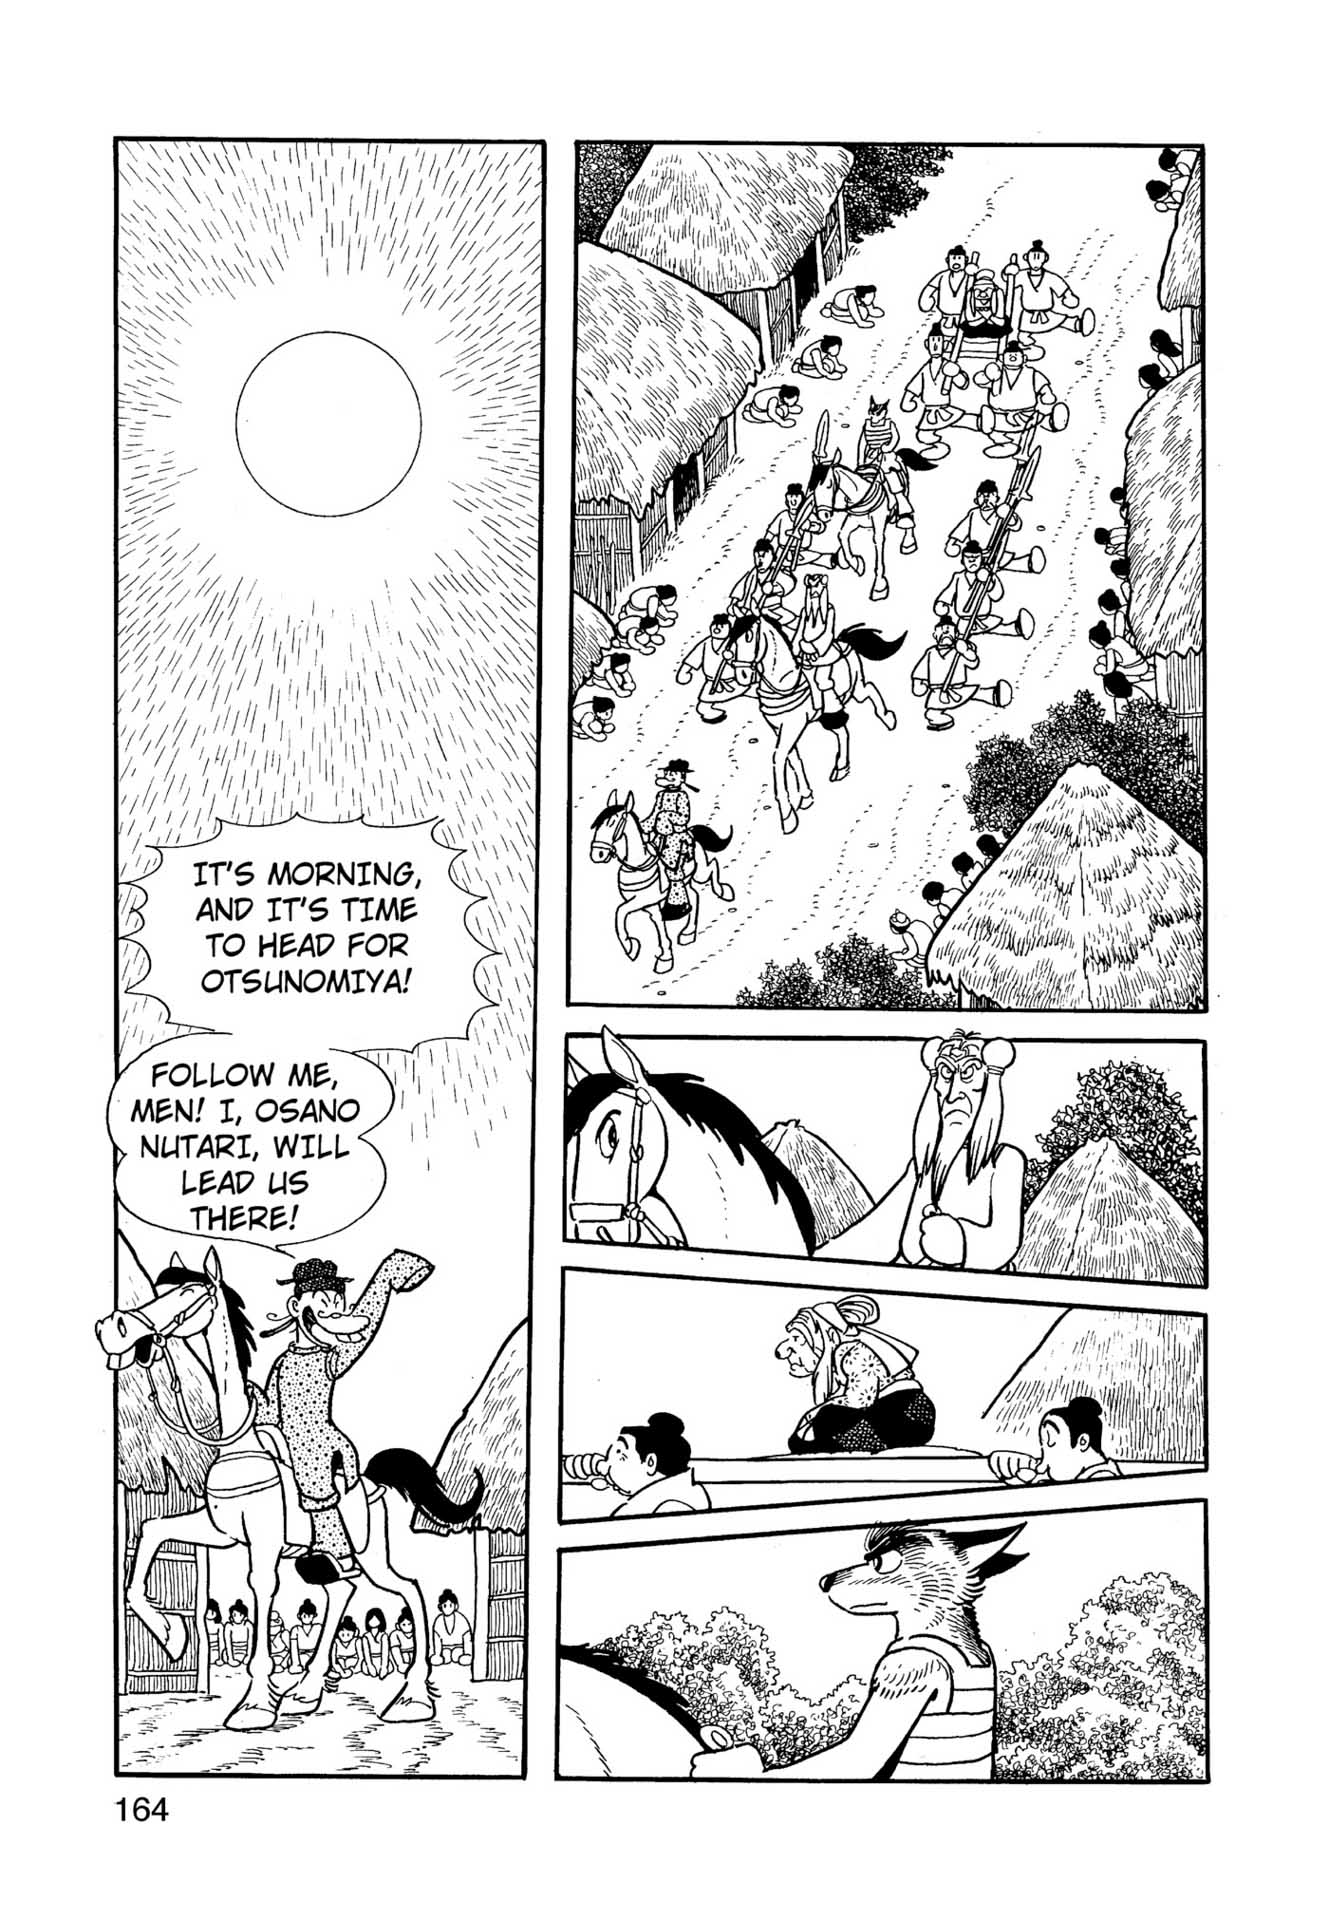 IT'S MORNING,
AND IT'S TIME
TO HEAD FOR
OTSUNOMIYA!
FOLLOW ME,
MEN! I, OSANO
NUTARI, WILL
LEAD US
THERE!
164